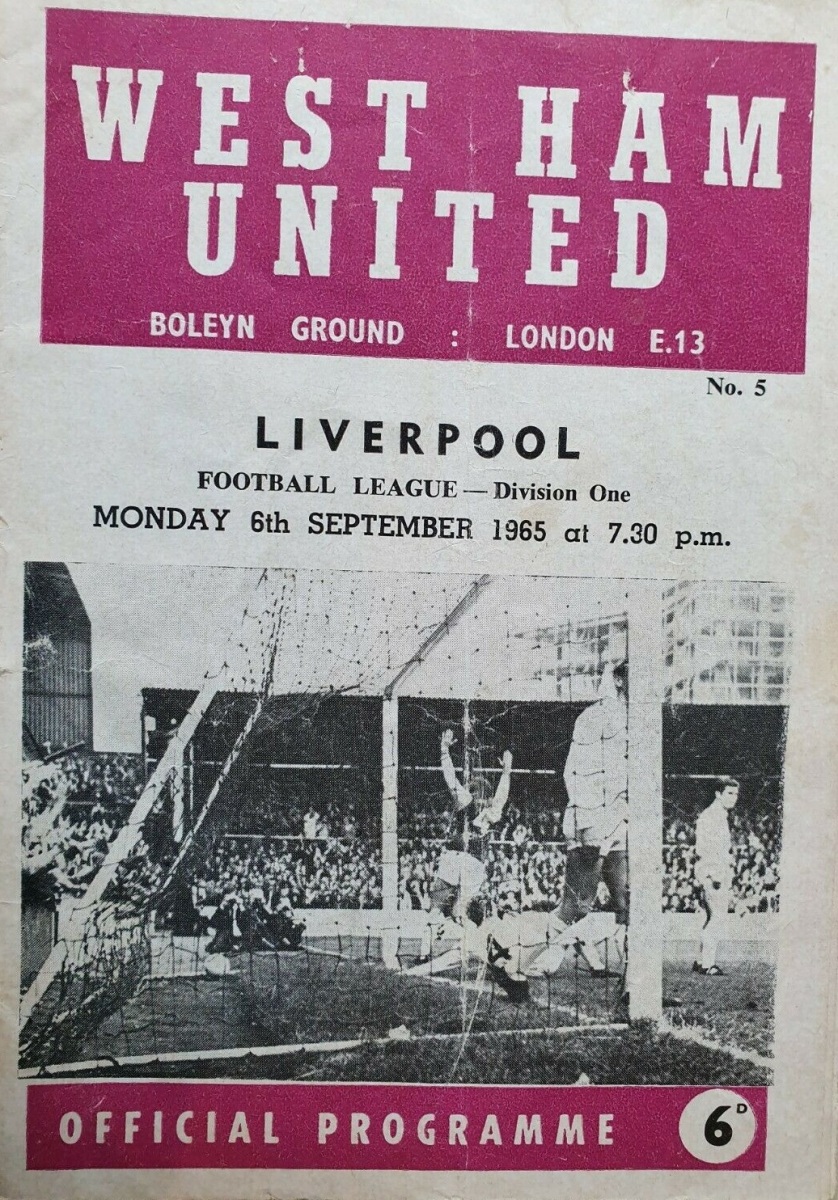 WEST HAM
UNITED
BOLEYN GROUND : LONDON E.13
No. 5
LIVERPOOL
FOOTBALL LEAGUE — Division One
MONDAY 6th SEPTEMBER 1965 at 7.30 p.m.
OFFICIAL PROGRAMME 6D